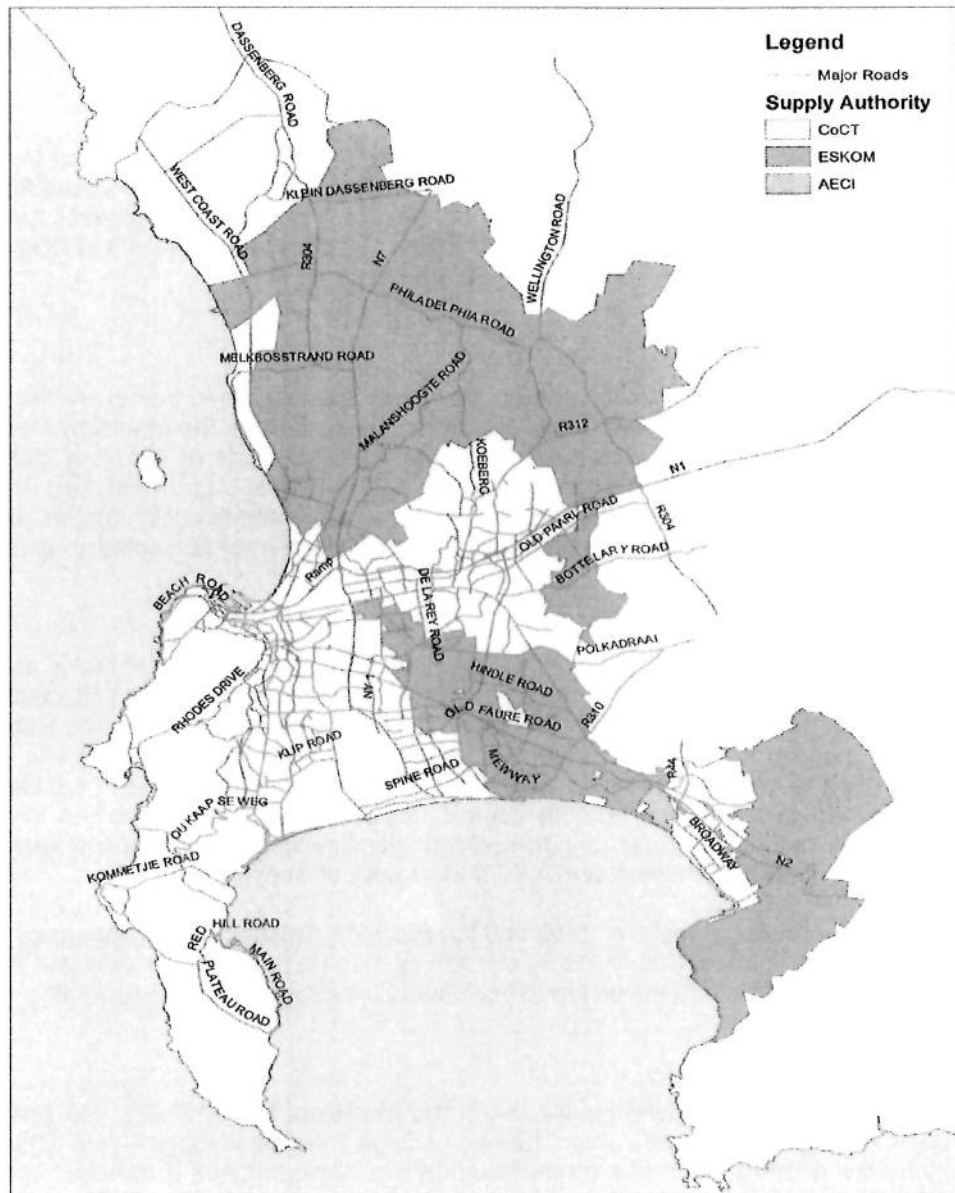 Legend
Major Roads
Supply Authority
CoCT
ESKOM
AECI
DASSENBERG ROAD
WEST COAST ROAD
KLEIN DASSENBERG ROAD
R304
N7
WELLINGTON ROAD
PHILADELPHIA ROAD
MELKBOSSTRAND ROAD
MALANSHOOGTE ROAD
R312
KOEBERG
N1
OLD PAARL ROAD
R304
BOTTELARY ROAD
Ramp
BEACH ROAD
DE LA REY ROAD
POLKADRAAI
HINDLE ROAD
RHODES DRIVE
OLD FAURE ROAD
R310
KLIP ROAD
MEWWAY
SPINE ROAD
R44
OU KAAP SE WEG
BROADWAY
N2
KOMMETJIE ROAD
RED HILL ROAD
MAIN ROAD
PLATEAU ROAD